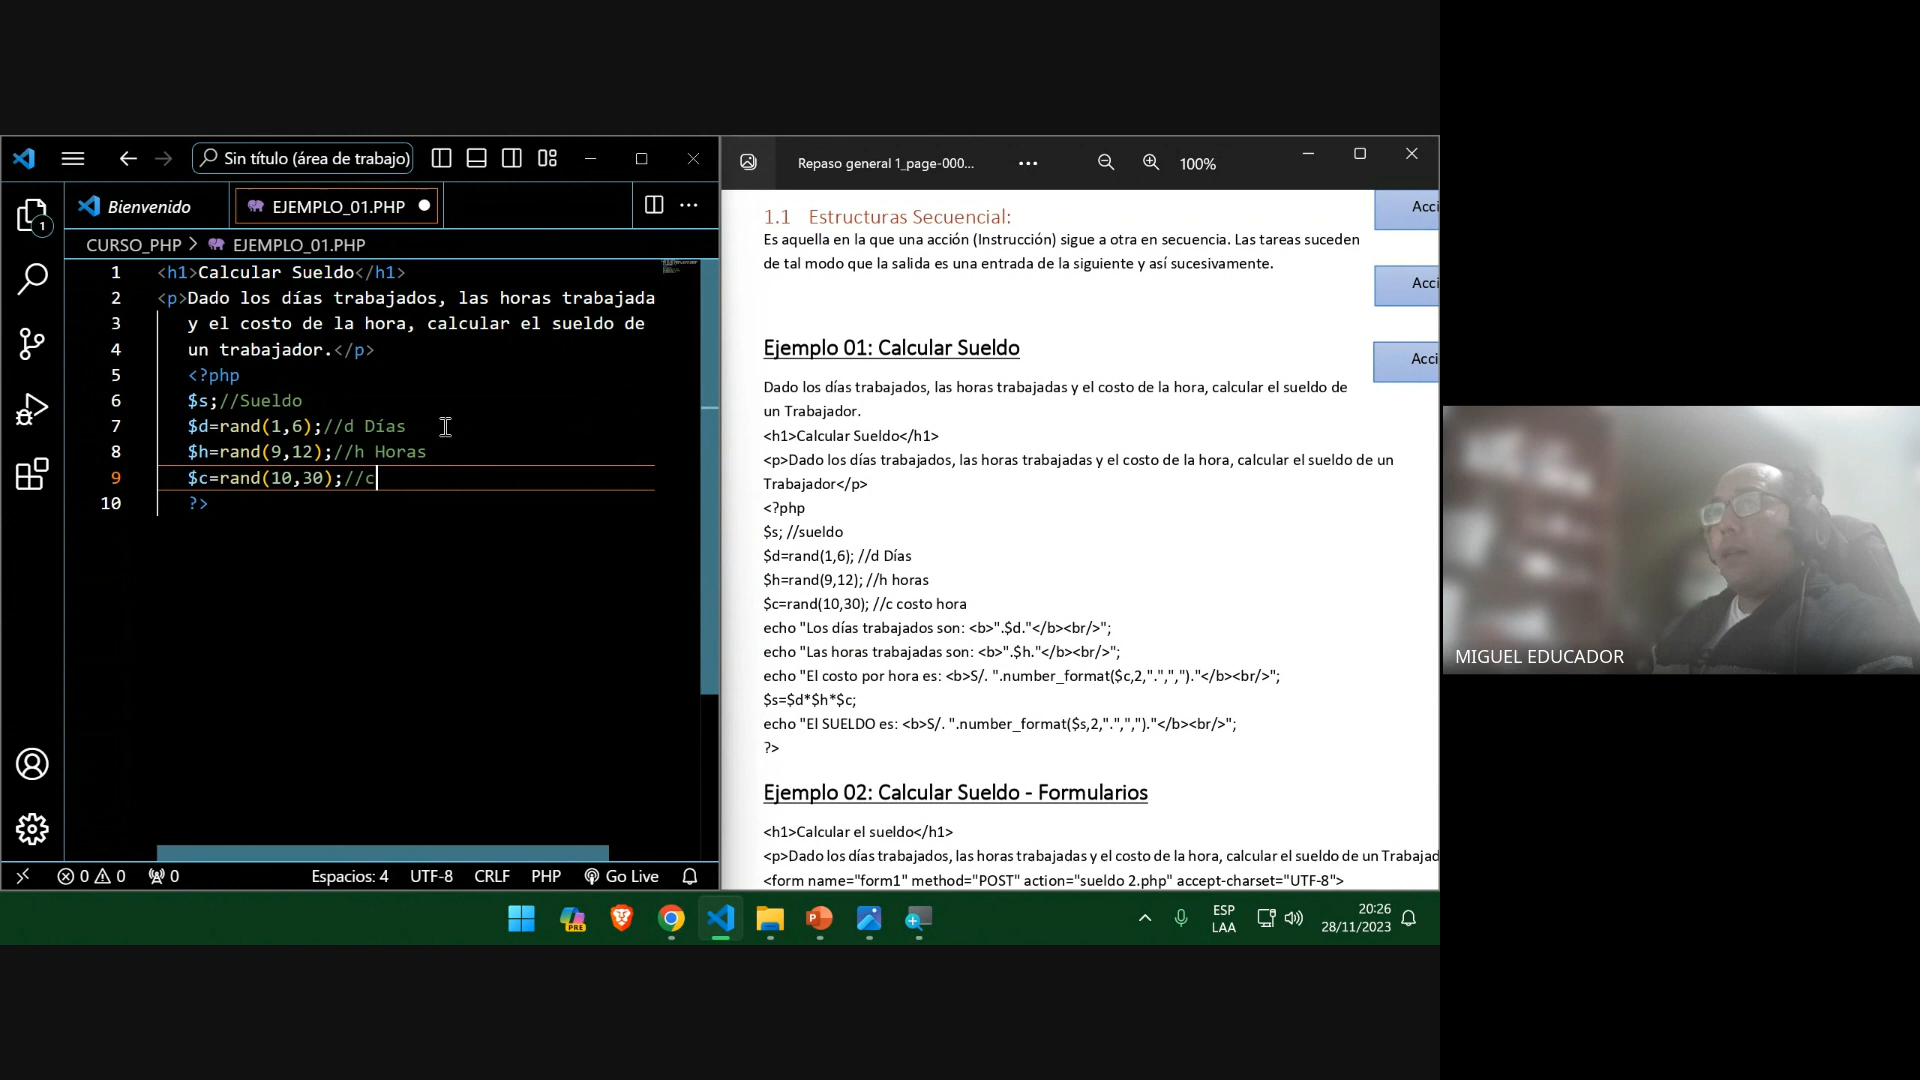 Sin título (área de trabajo)
Bienvenido
EJEMPLO_01.PHP
1
CURSO_PHP > EJEMPLO_01.PHP
1 <h1>Calcular Sueldo</h1>
2 <p>Dado los días trabajados, las horas trabajada
3 y el costo de la hora, calcular el sueldo de
4 un trabajador.</p>
5 <?php
6 $s;//Sueldo
7 $d=rand(1,6);//d Días
8 $h=rand(9,12);//h Horas
9 $c=rand(10,30);//c
10 ?>
0 0 0 Espacios: 4 UTF-8 CRLF PHP Go Live
Repaso general 1_page-000... 100%
1.1 Estructuras Secuencial:
Es aquella en la que una acción (Instrucción) sigue a otra en secuencia. Las tareas suceden
de tal modo que la salida es una entrada de la siguiente y así sucesivamente.
Acci
Acci
Acci
Ejemplo 01: Calcular Sueldo
Dado los días trabajados, las horas trabajadas y el costo de la hora, calcular el sueldo de
un Trabajador.
<h1>Calcular Sueldo</h1>
<p>Dado los días trabajados, las horas trabajadas y el costo de la hora, calcular el sueldo de un
Trabajador</p>
<?php
$s; //sueldo
$d=rand(1,6); //d Días
$h=rand(9,12); //h horas
$c=rand(10,30); //c costo hora
echo "Los días trabajados son: <b>".$d."</b><br/>";
echo "Las horas trabajadas son: <b>".$h."</b><br/>";
echo "El costo por hora es: <b>S/. ".number_format($c,2,".",",")."</b><br/>";
$s=$d*$h*$c;
echo "El SUELDO es: <b>S/. ".number_format($s,2,".",",")."</b><br/>";
?>
Ejemplo 02: Calcular Sueldo - Formularios
<h1>Calcular el sueldo</h1>
<p>Dado los días trabajados, las horas trabajadas y el costo de la hora, calcular el sueldo de un Trabajad
<form name="form1" method="POST" action="sueldo 2.php" accept-charset="UTF-8">
PRE
ESP
LAA
20:26
28/11/2023
MIGUEL EDUCADOR